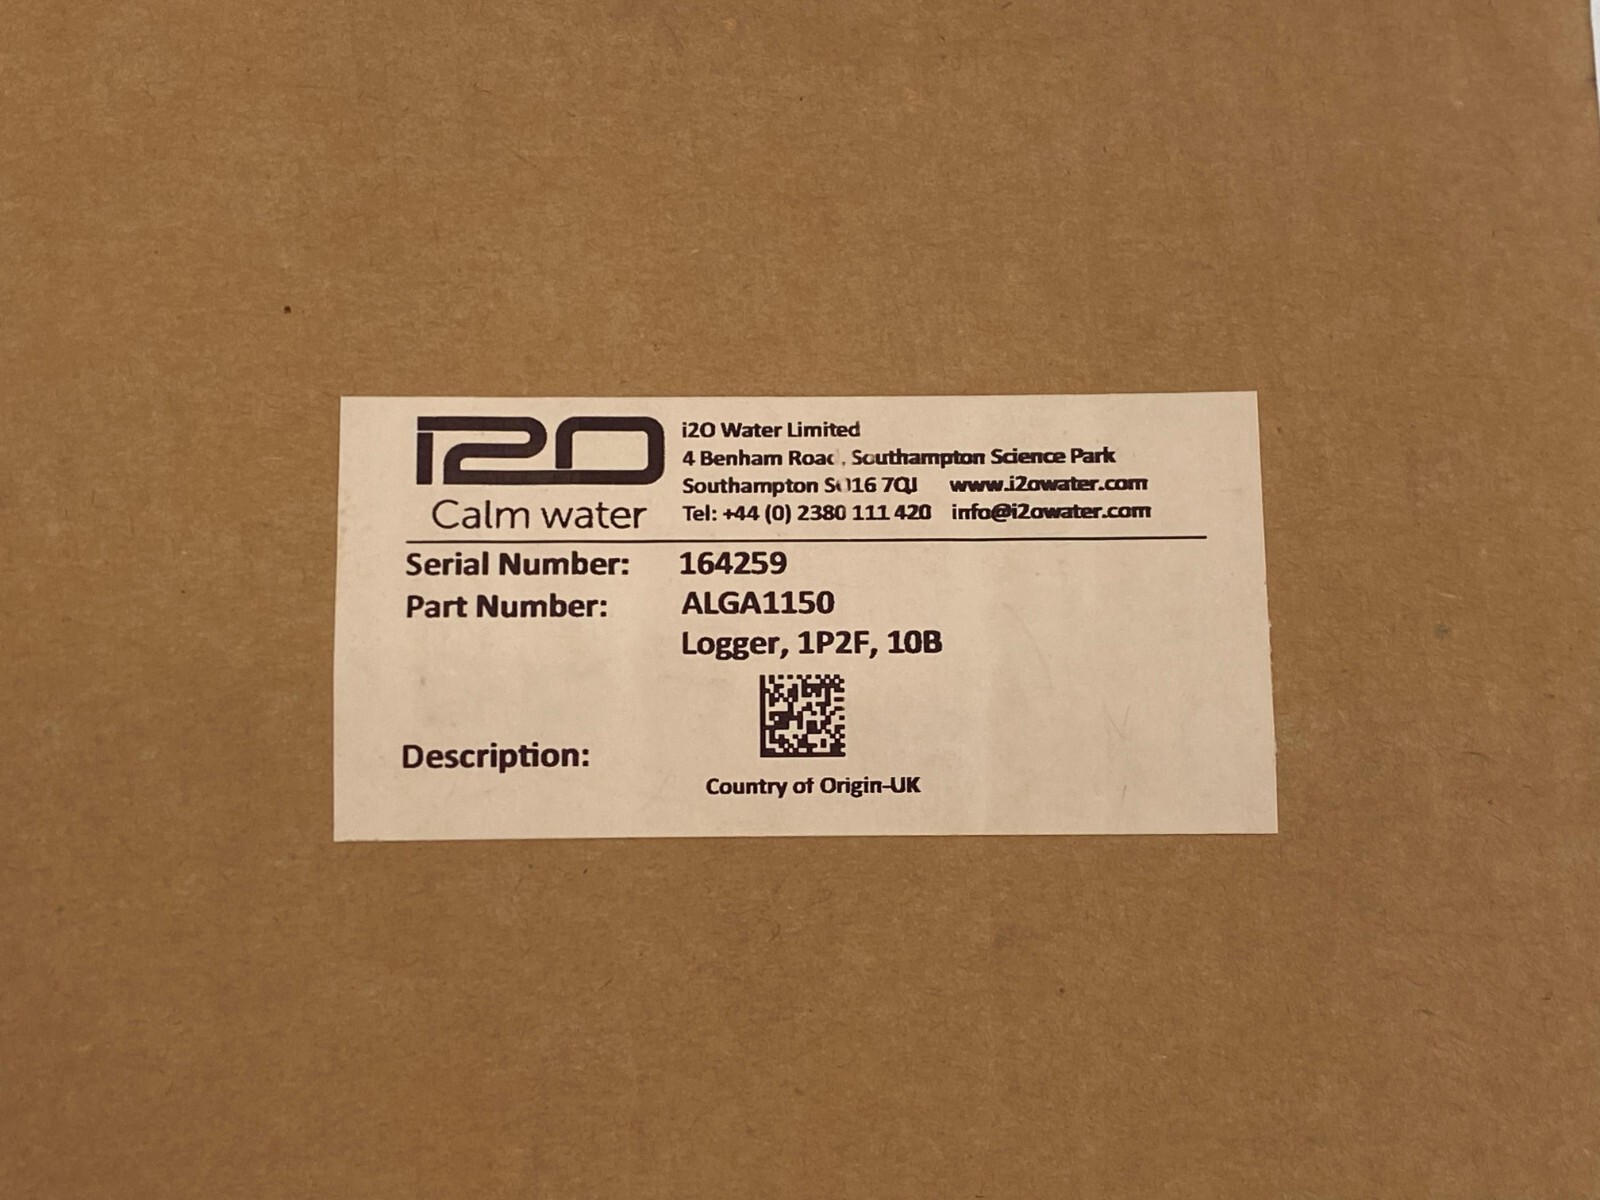 i2O
Calm water
i2O Water Limited
4 Benham Road, Southampton Science Park
Southampton SO16 7QJ www.i2owater.com
Tel: +44 (0) 2380 111 420 info@i2owater.com
Serial Number: 164259
Part Number: ALGA1150
Logger, 1P2F, 10B
Description:
Country of Origin-UK